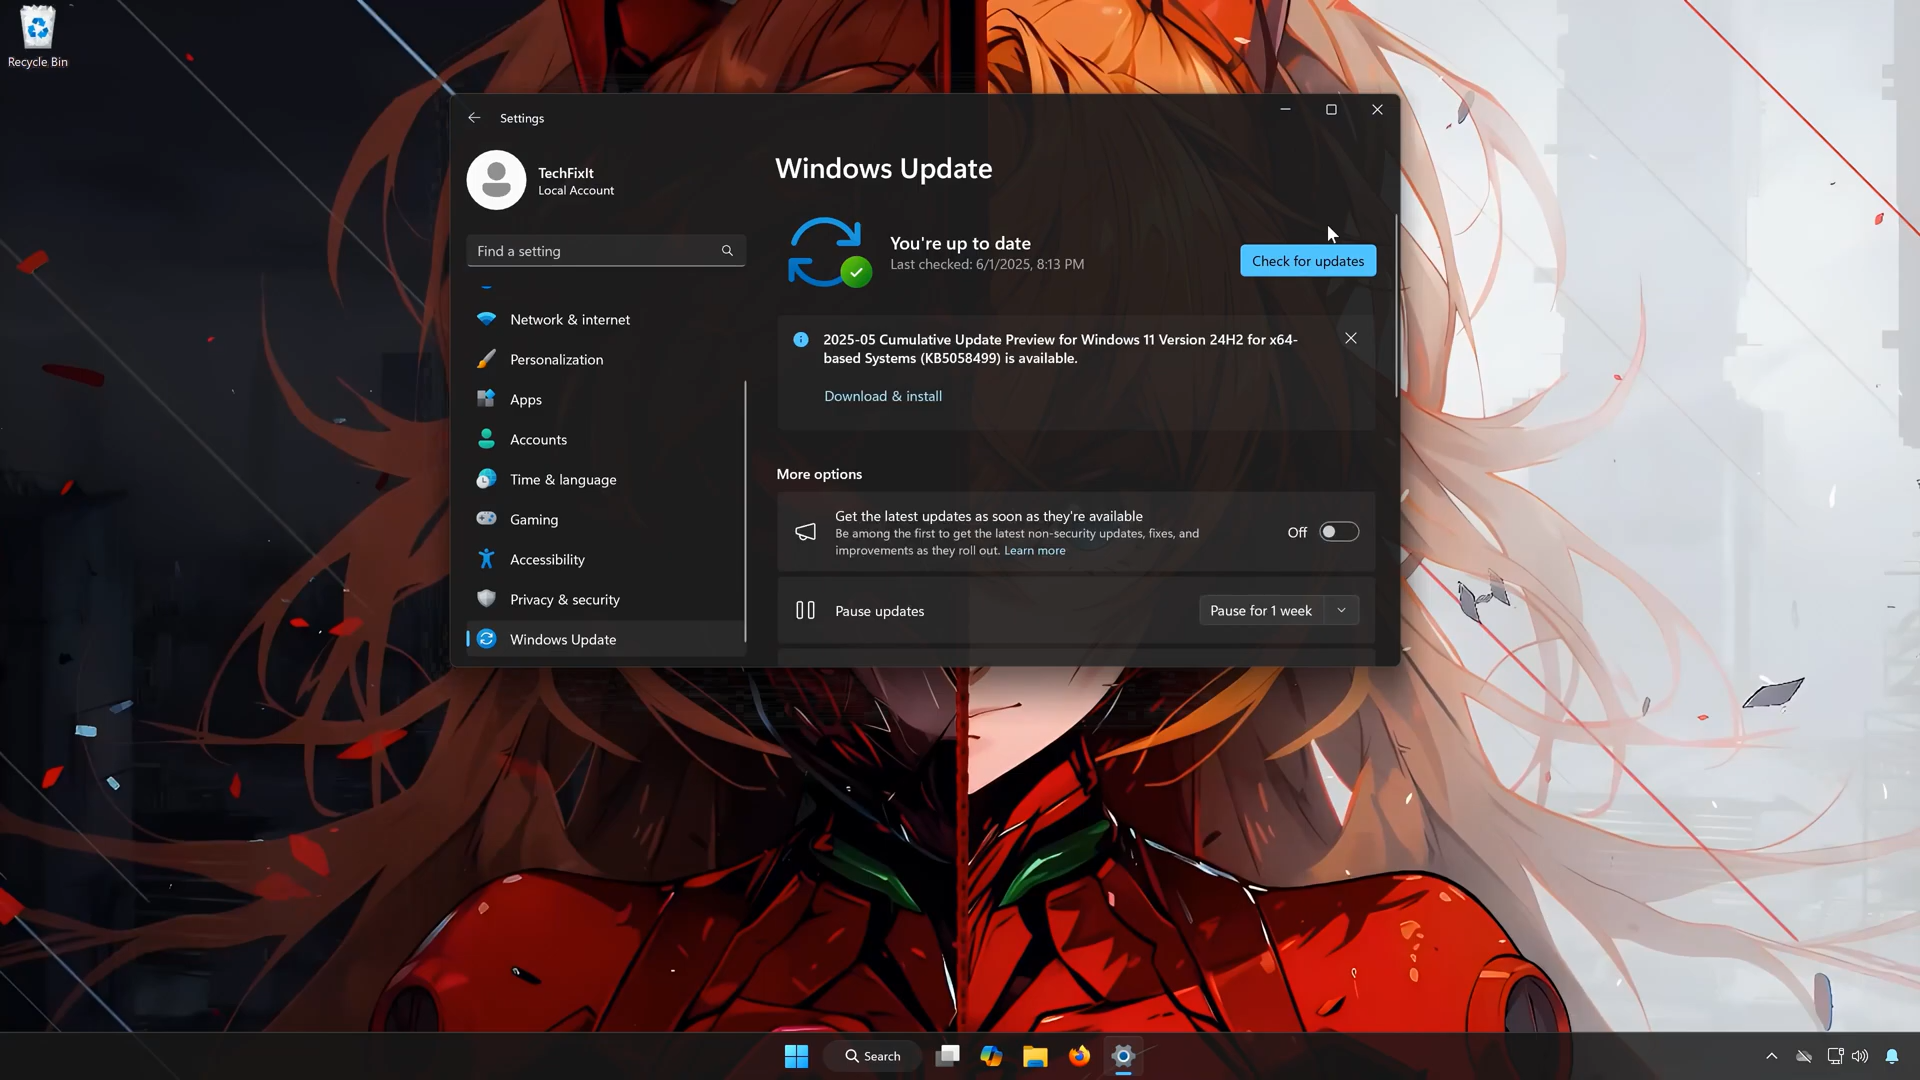 Recycle Bin
Settings
TechFixIt
Local Account
Find a setting
Network & internet
Personalization
Apps
Accounts
Time & language
Gaming
Accessibility
Privacy & security
Windows Update
Windows Update
You're up to date
Last checked: 6/1/2025, 8:13 PM
Check for updates
2025-05 Cumulative Update Preview for Windows 11 Version 24H2 for x64-
based Systems (KB5058499) is available.
Download & install
More options
Get the latest updates as soon as they're available
Be among the first to get the latest non-security updates, fixes, and
improvements as they roll out. Learn more
Off
Pause updates
Pause for 1 week
Search